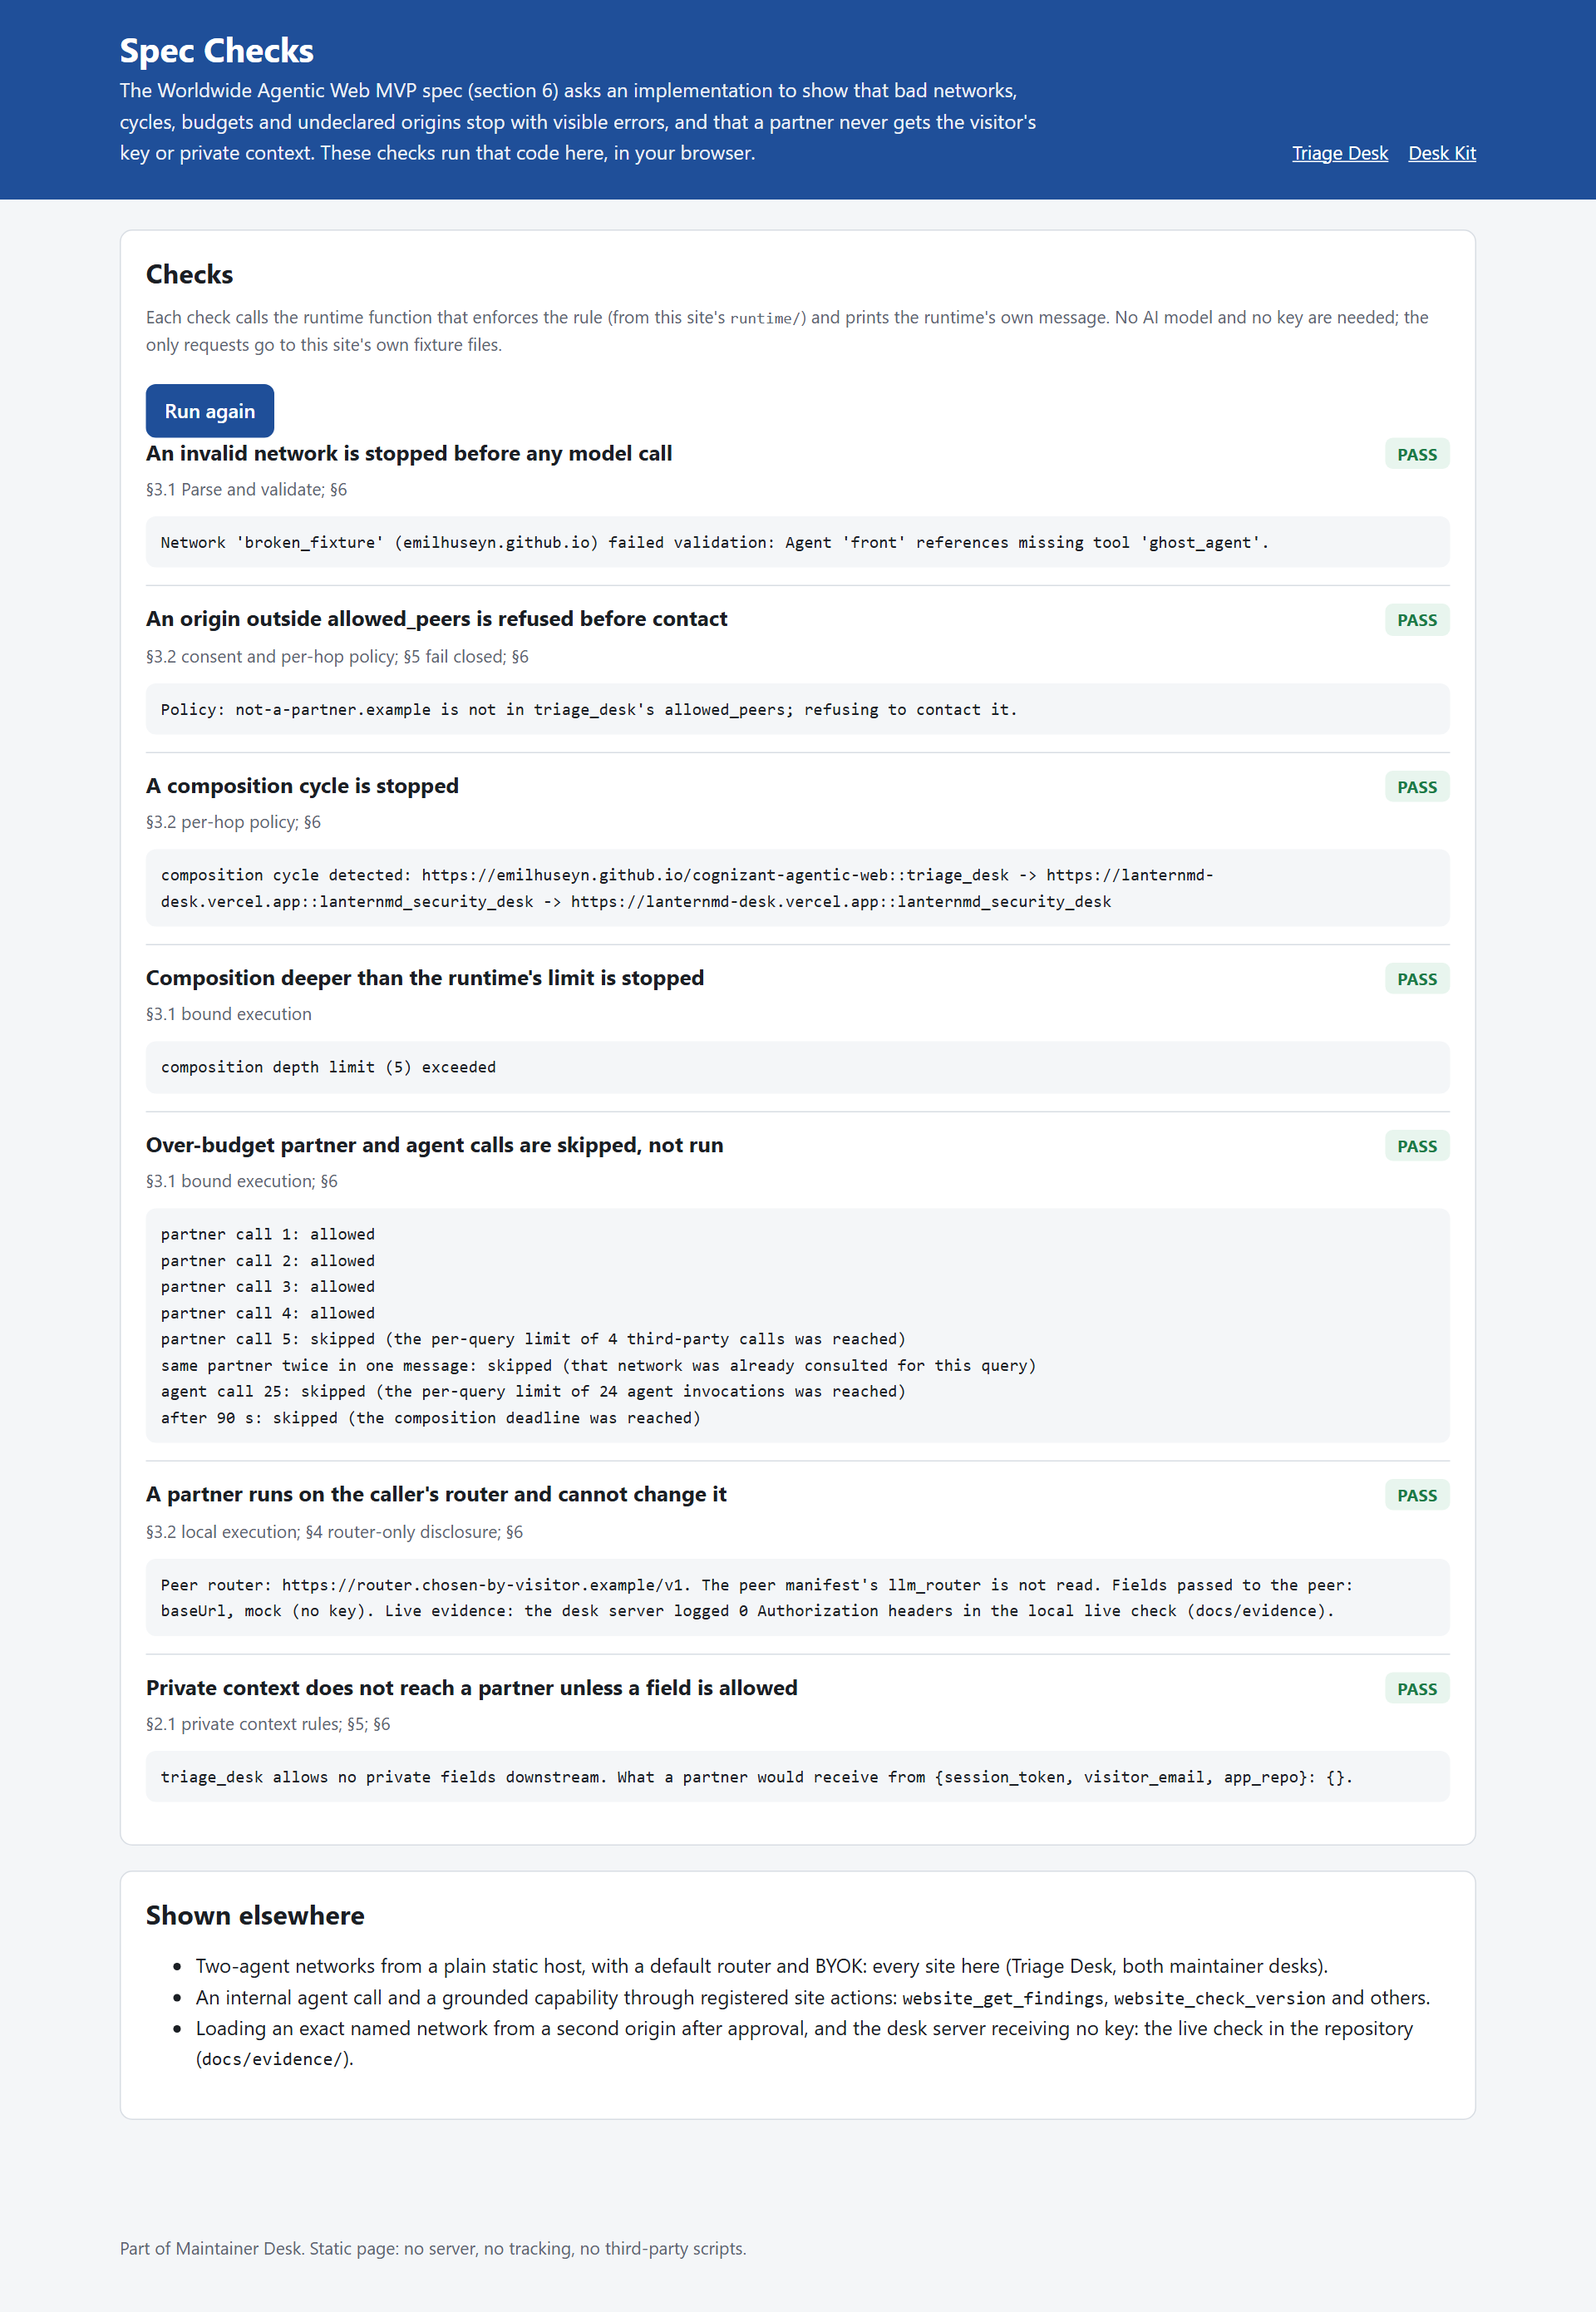 Spec Checks
The Worldwide Agentic Web MVP spec (section 6) asks an implementation to show that bad networks,
cycles, budgets and undeclared origins stop with visible errors, and that a partner never gets the visitor's
key or private context. These checks run that code here, in your browser.
Triage Desk Desk Kit
Checks
Each check calls the runtime function that enforces the rule (from this site's runtime/) and prints the runtime's own message. No AI model and no key are needed; the
only requests go to this site's own fixture files.
Run again
An invalid network is stopped before any model call PASS
§3.1 Parse and validate; §6
Network 'broken_fixture' (emilhuseyn.github.io) failed validation: Agent 'front' references missing tool 'ghost_agent'.
An origin outside allowed_peers is refused before contact PASS
§3.2 consent and per-hop policy; §5 fail closed; §6
Policy: not-a-partner.example is not in triage_desk's allowed_peers; refusing to contact it.
A composition cycle is stopped PASS
§3.2 per-hop policy; §6
composition cycle detected: https://emilhuseyn.github.io/cognizant-agentic-web::triage_desk -> https://lanternmd-
desk.vercel.app::lanternmd_security_desk -> https://lanternmd-desk.vercel.app::lanternmd_security_desk
Composition deeper than the runtime's limit is stopped PASS
§3.1 bound execution
composition depth limit (5) exceeded
Over-budget partner and agent calls are skipped, not run PASS
§3.1 bound execution; §6
partner call 1: allowed
partner call 2: allowed
partner call 3: allowed
partner call 4: allowed
partner call 5: skipped (the per-query limit of 4 third-party calls was reached)
same partner twice in one message: skipped (that network was already consulted for this query)
agent call 25: skipped (the per-query limit of 24 agent invocations was reached)
after 90 s: skipped (the composition deadline was reached)
A partner runs on the caller's router and cannot change it PASS
§3.2 local execution; §4 router-only disclosure; §6
Peer router: https://router.chosen-by-visitor.example/v1. The peer manifest's llm_router is not read. Fields passed to the peer:
baseUrl, mock (no key). Live evidence: the desk server logged 0 Authorization headers in the local live check (docs/evidence).
Private context does not reach a partner unless a field is allowed PASS
§2.1 private context rules; §5; §6
triage_desk allows no private fields downstream. What a partner would receive from {session_token, visitor_email, app_repo}: {}.
Shown elsewhere
• Two-agent networks from a plain static host, with a default router and BYOK: every site here (Triage Desk, both maintainer desks).
• An internal agent call and a grounded capability through registered site actions: website_get_findings, website_check_version and others.
• Loading an exact named network from a second origin after approval, and the desk server receiving no key: the live check in the repository
(docs/evidence/).
Part of Maintainer Desk. Static page: no server, no tracking, no third-party scripts.